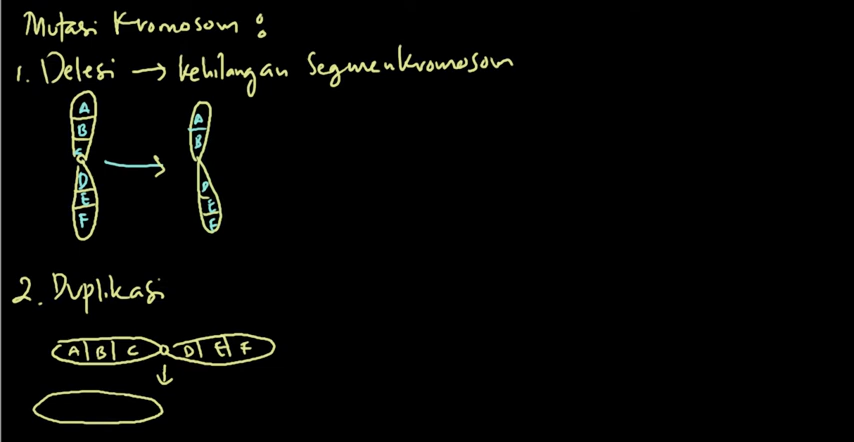 Mutasi Kromosom :
1. Delesi → kehilangan Segmen Kromosom
A
B
C
D
E
F
A
B
D
E
E
2. Duplikasi
A B C D E F